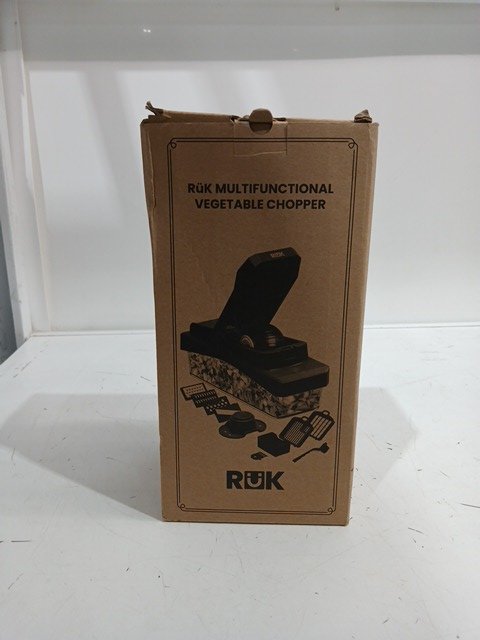 RüK MULTIFUNCTIONAL
VEGETABLE CHOPPER
RÜK
RÜK